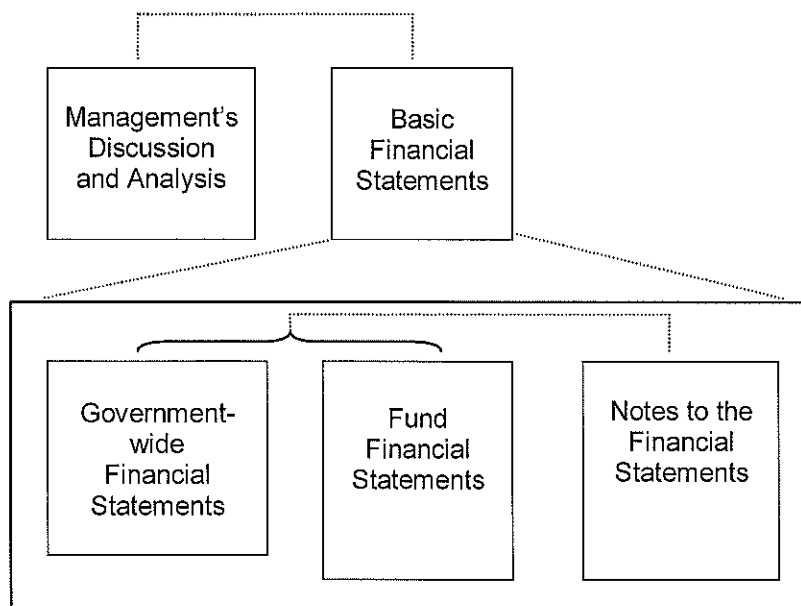 Management's
Discussion
and Analysis
Basic
Financial
Statements
Government-
wide
Financial
Statements
Fund
Financial
Statements
Notes to the
Financial
Statements